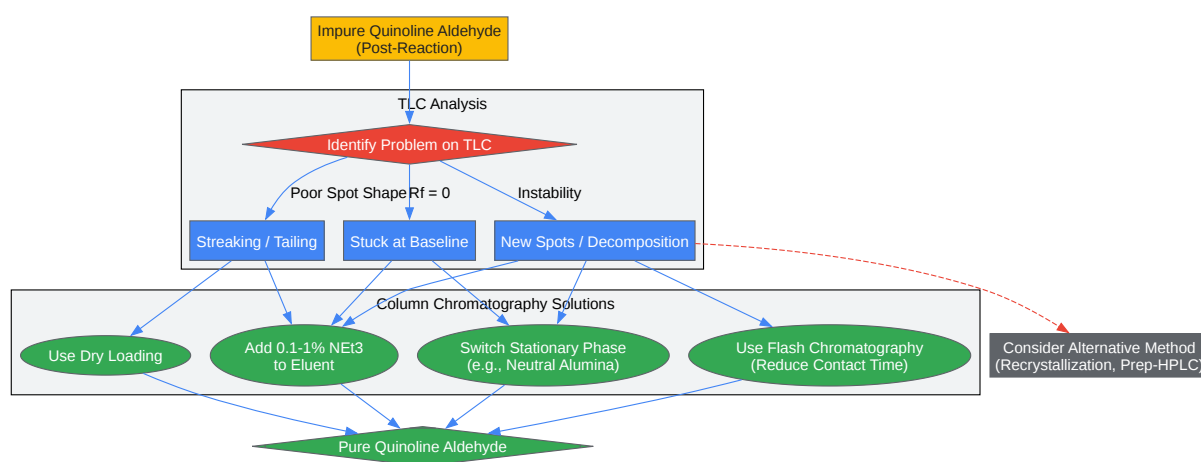 Impure Quinoline Aldehyde
(Post-Reaction)
TLC Analysis
Identify Problem on TLC
Poor Spot Shape
Rf = 0
Instability
Streaking / Tailing
Stuck at Baseline
New Spots / Decomposition
Column Chromatography Solutions
Use Dry Loading
Add 0.1-1% NEt3
to Eluent
Switch Stationary Phase
(e.g., Neutral Alumina)
Use Flash Chromatography
(Reduce Contact Time)
Consider Alternative Method
(Recrystallization, Prep-HPLC)
Pure Quinoline Aldehyde